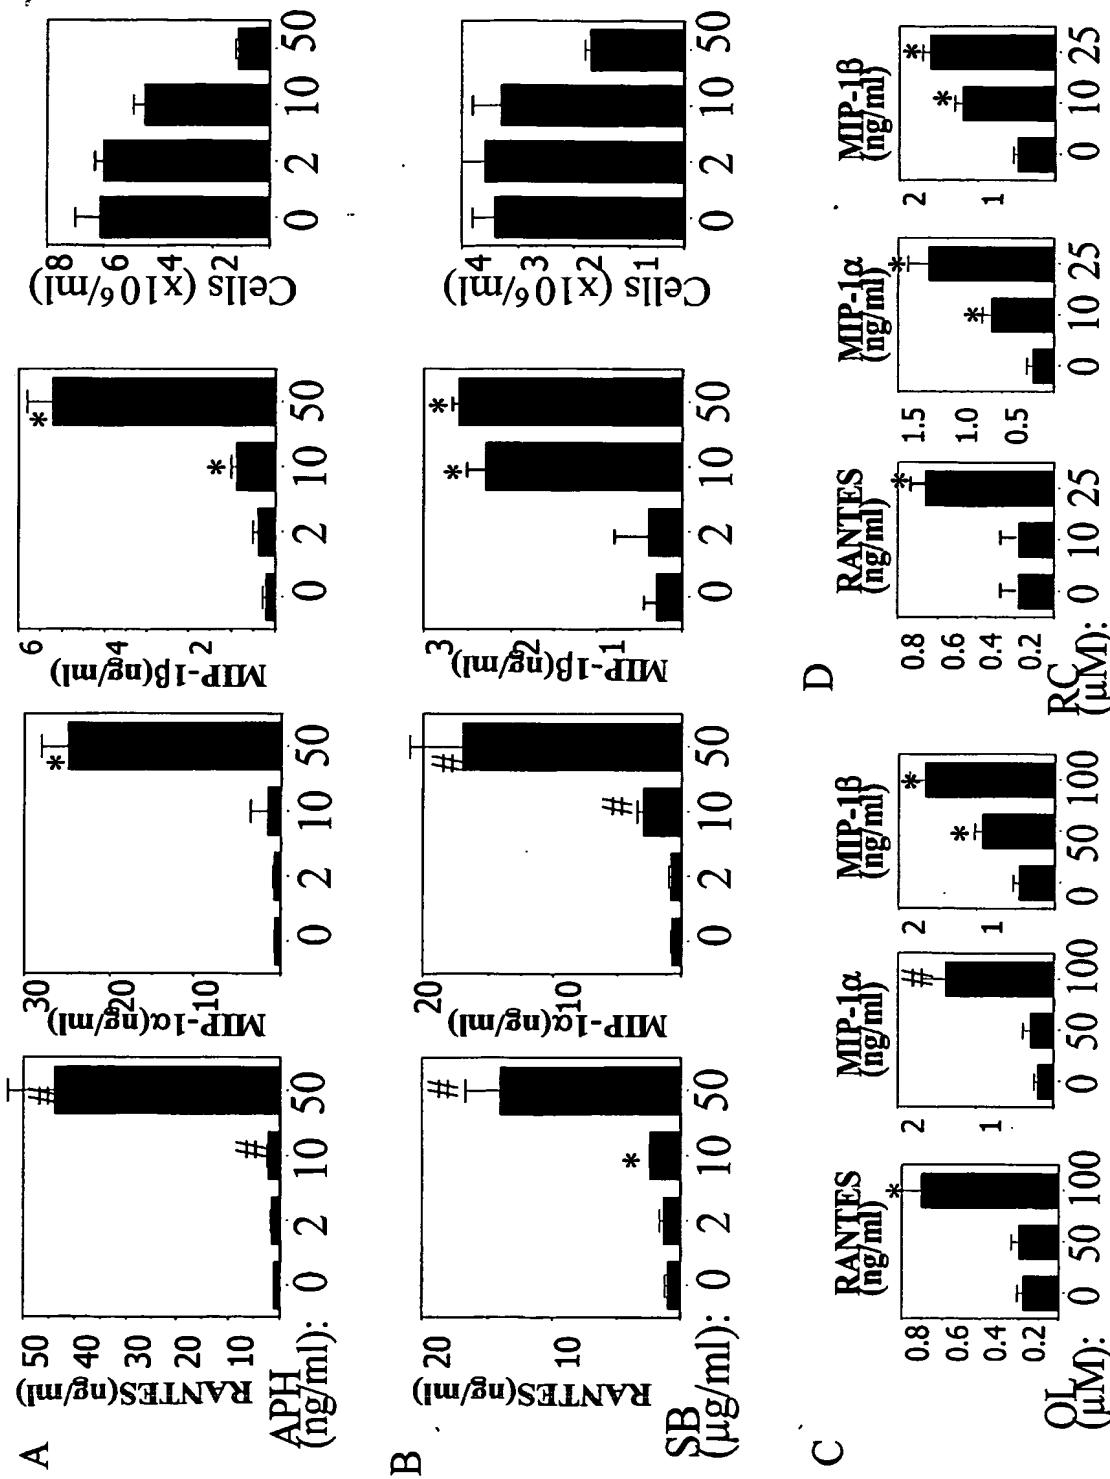 A
RANTES(ng/ml)
50
40
30
20
10
#
#
APH
(ng/ml):
0 2 10 50
MIP-1α(ng/ml)
30
20
10
*
0 2 10 50
MIP-1β(ng/ml)
6
4
2
*
*
0 2 10 50
Cells (x10⁶/ml)
8
6
4
2
0 2 10 50
B
RANTES(ng/ml)
20
10
*
#
SB
(μg/ml):
0 2 10 50
MIP-1α(ng/ml)
20
10
#
#
0 2 10 50
MIP-1β(ng/ml)
3
2
1
*
*
0 2 10 50
Cells (x10⁶/ml)
4
3
2
1
0 2 10 50
C
RANTES
(ng/ml)
0.8
0.6
0.4
0.2
*
OL
(μM):
0 50 100
MIP-1α
(ng/ml)
2
1
#
0 50 100
MIP-1β
(ng/ml)
2
1
*
*
0 50 100
D
RANTES
(ng/ml)
0.8
0.6
0.4
0.2
*
RC
(μM):
0 10 25
MIP-1α
(ng/ml)
1.5
1.0
0.5
*
*
0 10 25
MIP-1β
(ng/ml)
2
1
*
*
0 10 25